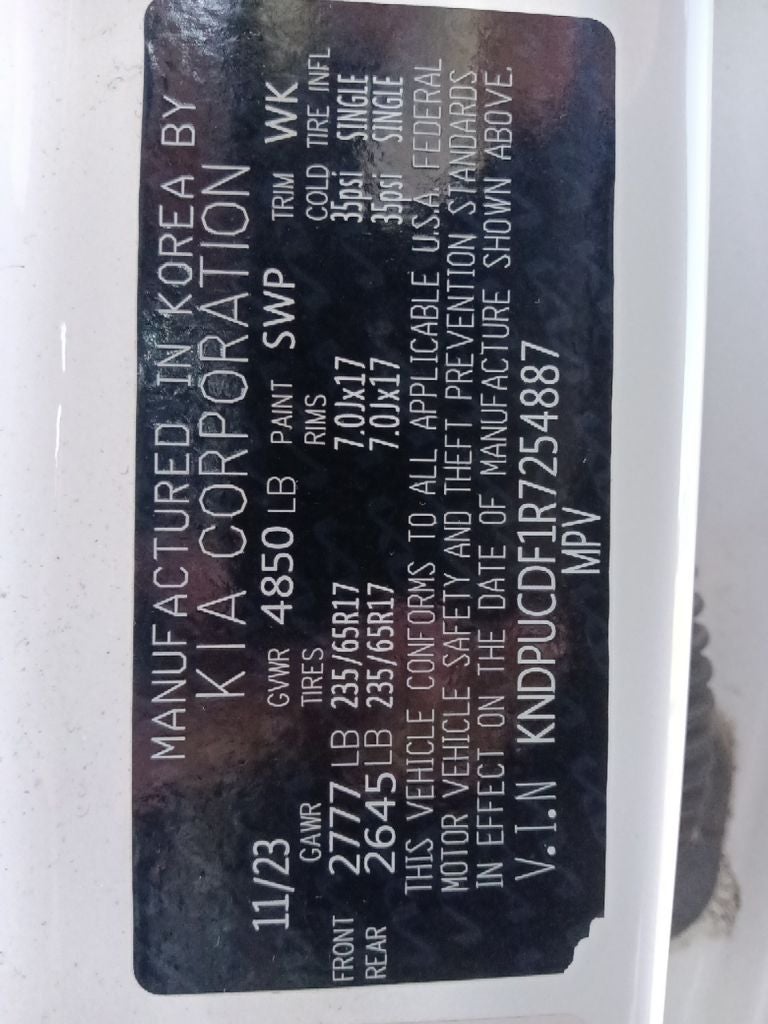 MANUFACTURED IN KOREA BY
KIA CORPORATION
11/23 GVWR 4850 LB PAINT SWP TRIM WK
GAWR TIRES RIMS COLD TIRE INFL
FRONT 2777 LB 235/65R17 7.0Jx17 35psi SINGLE
REAR 2645 LB 235/65R17 7.0Jx17 35psi SINGLE
THIS VEHICLE CONFORMS TO ALL APPLICABLE U.S.A. FEDERAL
MOTOR VEHICLE SAFETY AND THEFT PREVENTION STANDARDS
IN EFFECT ON THE DATE OF MANUFACTURE SHOWN ABOVE.
V.I.N KNDPUCDF1R7254887
MPV